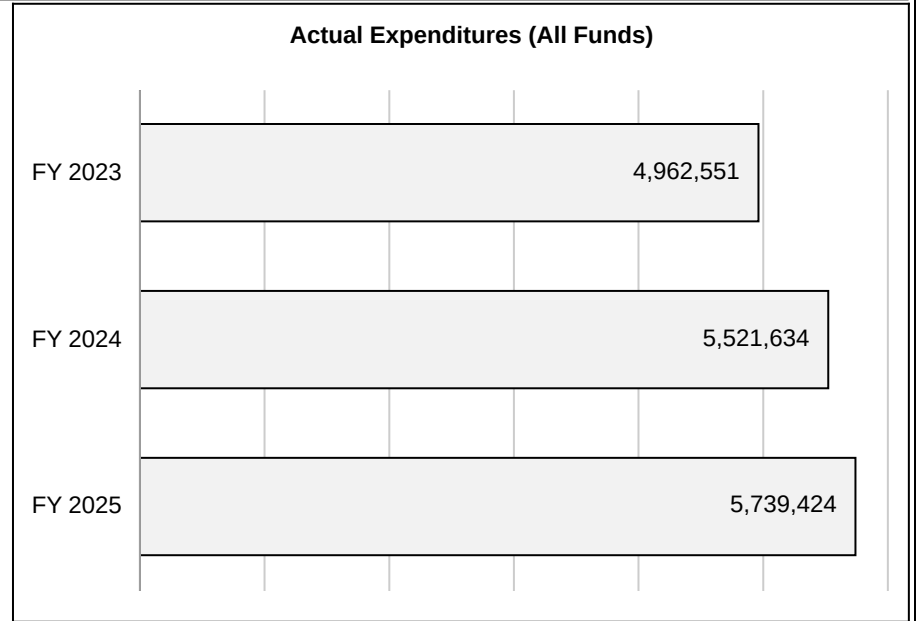 Actual Expenditures (All Funds)
FY 2023 4,962,551
FY 2024 5,521,634
FY 2025 5,739,424